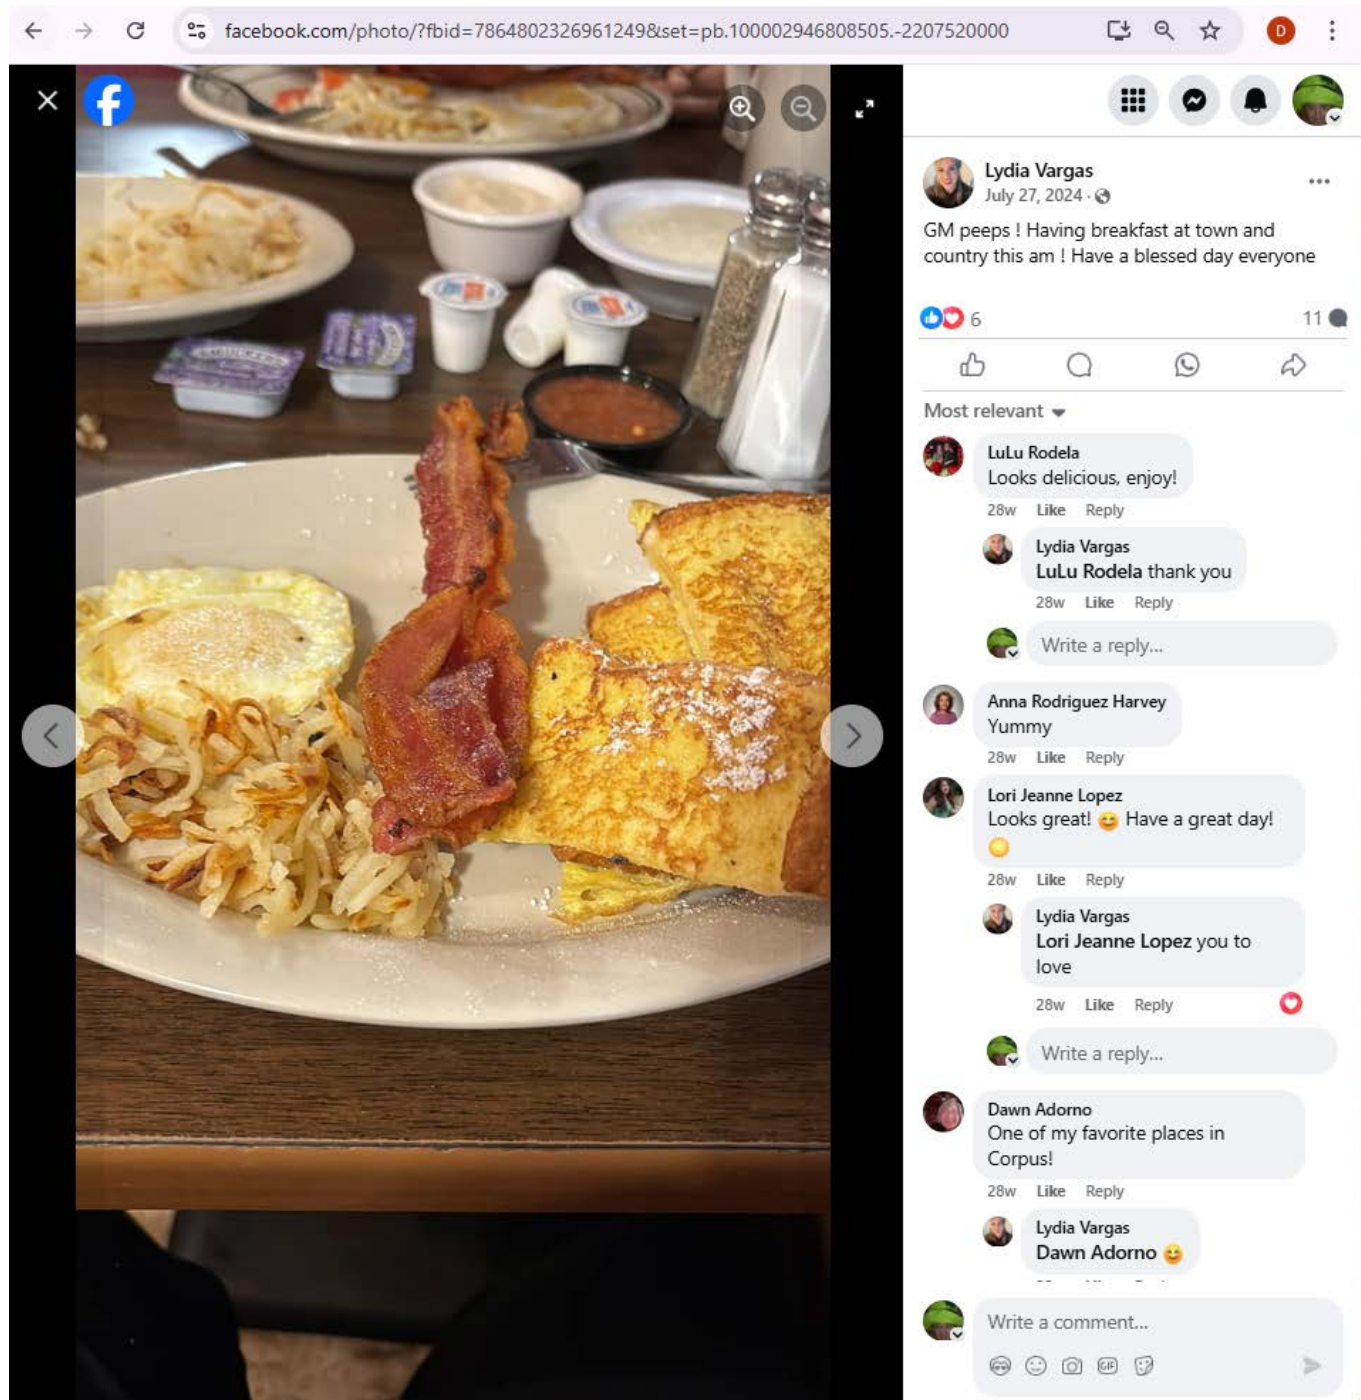 facebook.com/photo/?fbid=7864802326961249&set=pb.100002946808505.-2207520000
D
Lydia Vargas
July 27, 2024 ·
GM peeps ! Having breakfast at town and
country this am ! Have a blessed day everyone
6
11
Most relevant
LuLu Rodela
Looks delicious, enjoy!
28w Like Reply
Lydia Vargas
LuLu Rodela thank you
28w Like Reply
Write a reply...
Anna Rodriguez Harvey
Yummy
28w Like Reply
Lori Jeanne Lopez
Looks great! 😄 Have a great day!
🌞
28w Like Reply
Lydia Vargas
Lori Jeanne Lopez you to
love
28w Like Reply
Write a reply...
Dawn Adorno
One of my favorite places in
Corpus!
28w Like Reply
Lydia Vargas
Dawn Adorno 😄
Write a comment...
GIF